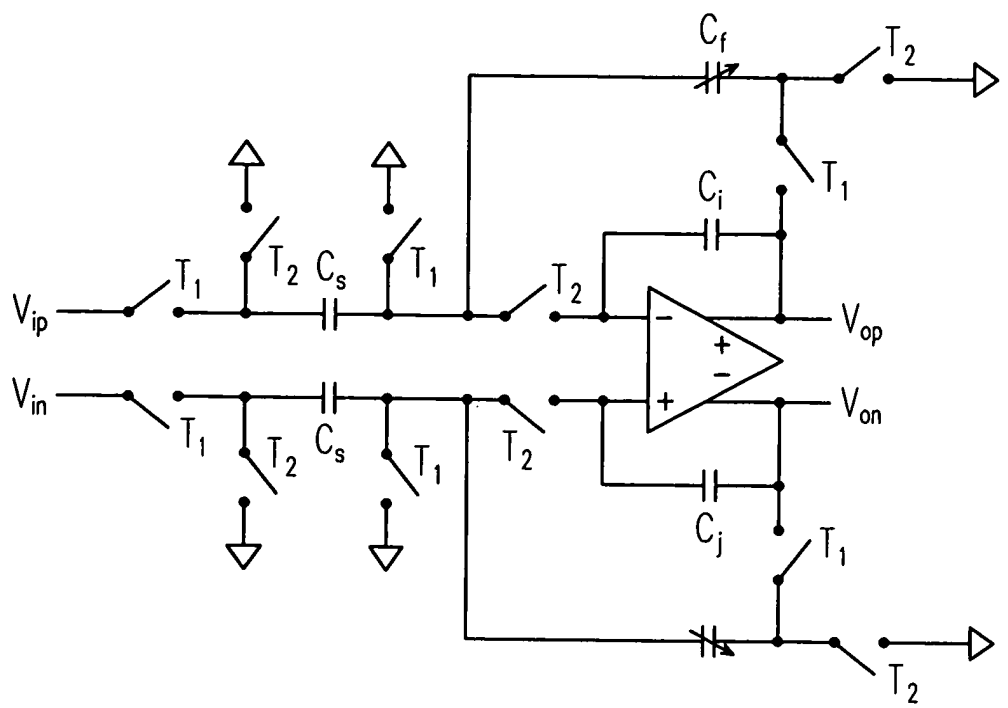 C_f
T_2
T_1
C_i
T_2
C_s
T_1
T_1
T_2
V_ip
V_op
−
+
−
V_in
+
V_on
T_1
T_2
C_s
T_1
T_2
C_j
T_1
T_2